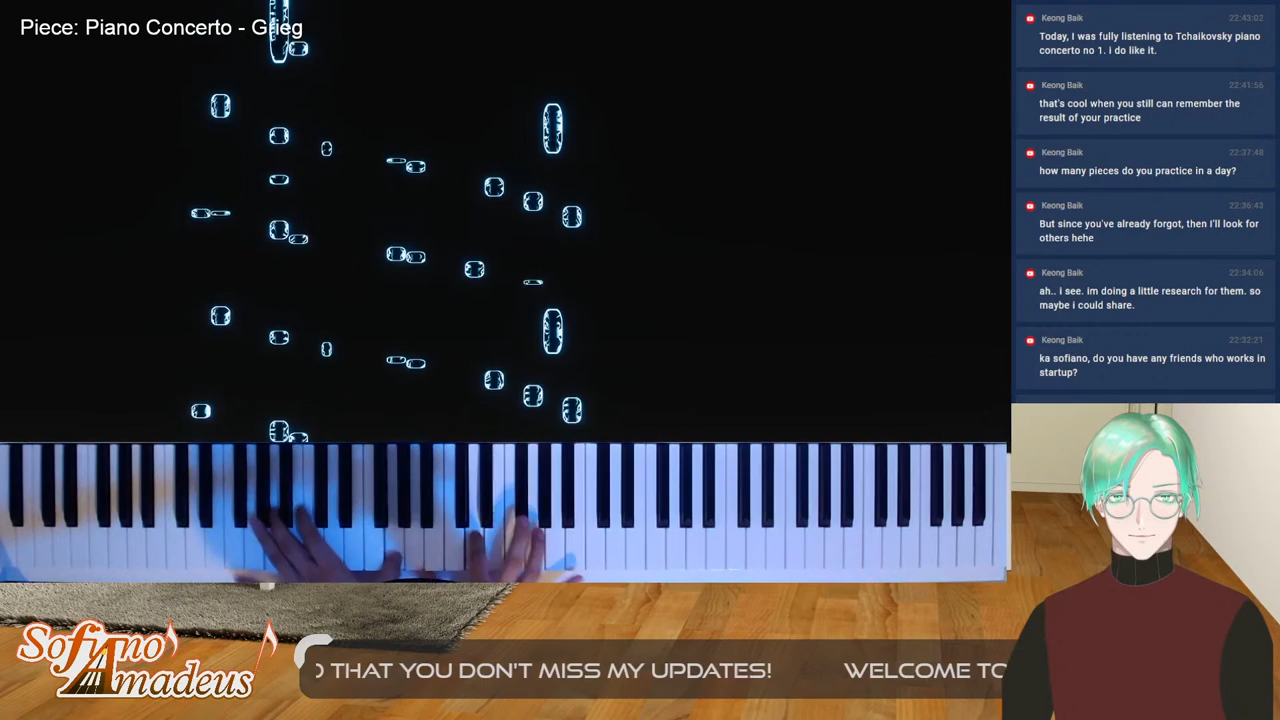 Piece: Piano Concerto - Grieg
Keong Baik 22:43:02
Today, I was fully listening to Tchaikovsky piano
concerto no 1. i do like it.
Keong Baik 22:41:56
that's cool when you still can remember the
result of your practice
Keong Baik 22:37:48
how many pieces do you practice in a day?
Keong Baik 22:36:43
But since you've already forgot, then I'll look for
others hehe
Keong Baik 22:34:06
ah.. i see. im doing a little research for them. so
maybe i could share.
Keong Baik 22:32:21
ka sofiano, do you have any friends who works in
startup?
Sofiano
Amadeus
O THAT YOU DON'T MISS MY UPDATES! WELCOME TO